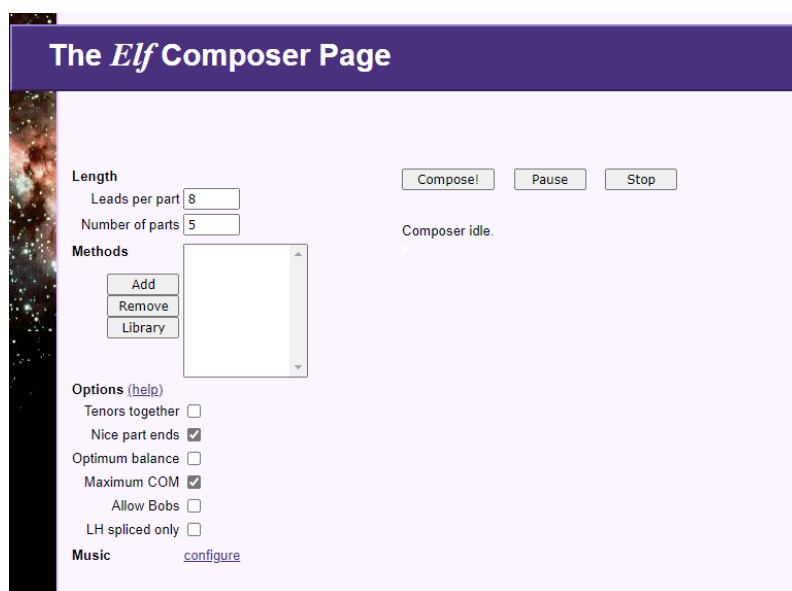 The Elf Composer Page
Length
Leads per part 8
Number of parts 5
Methods
Add
Remove
Library
Options (help)
Tenors together
Nice part ends
Optimum balance
Maximum COM
Allow Bobs
LH spliced only
Music configure
Compose! Pause Stop
Composer idle.